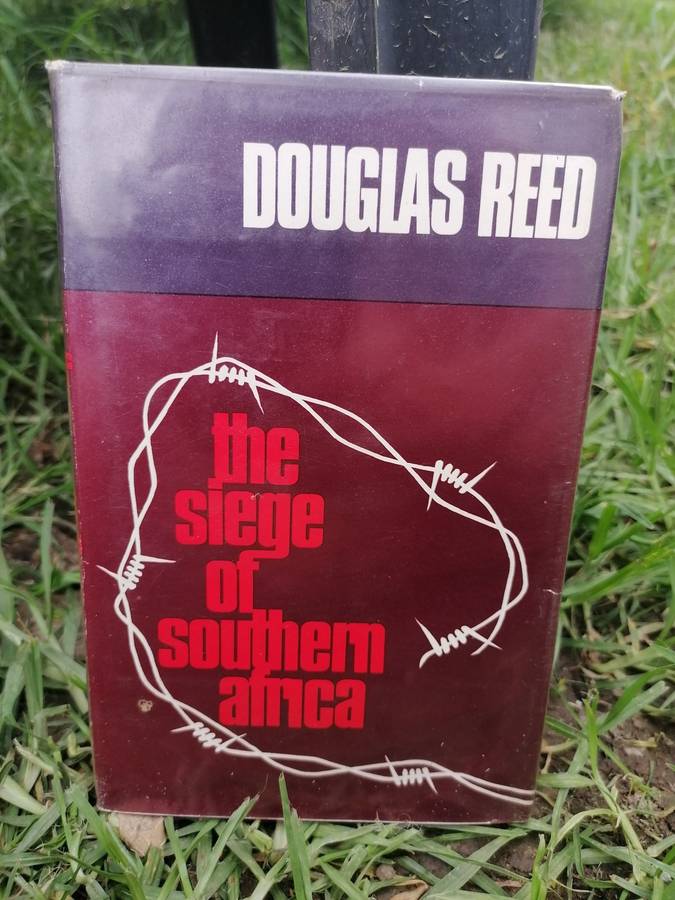 DOUGLAS REED
the
siege
of
southern
africa